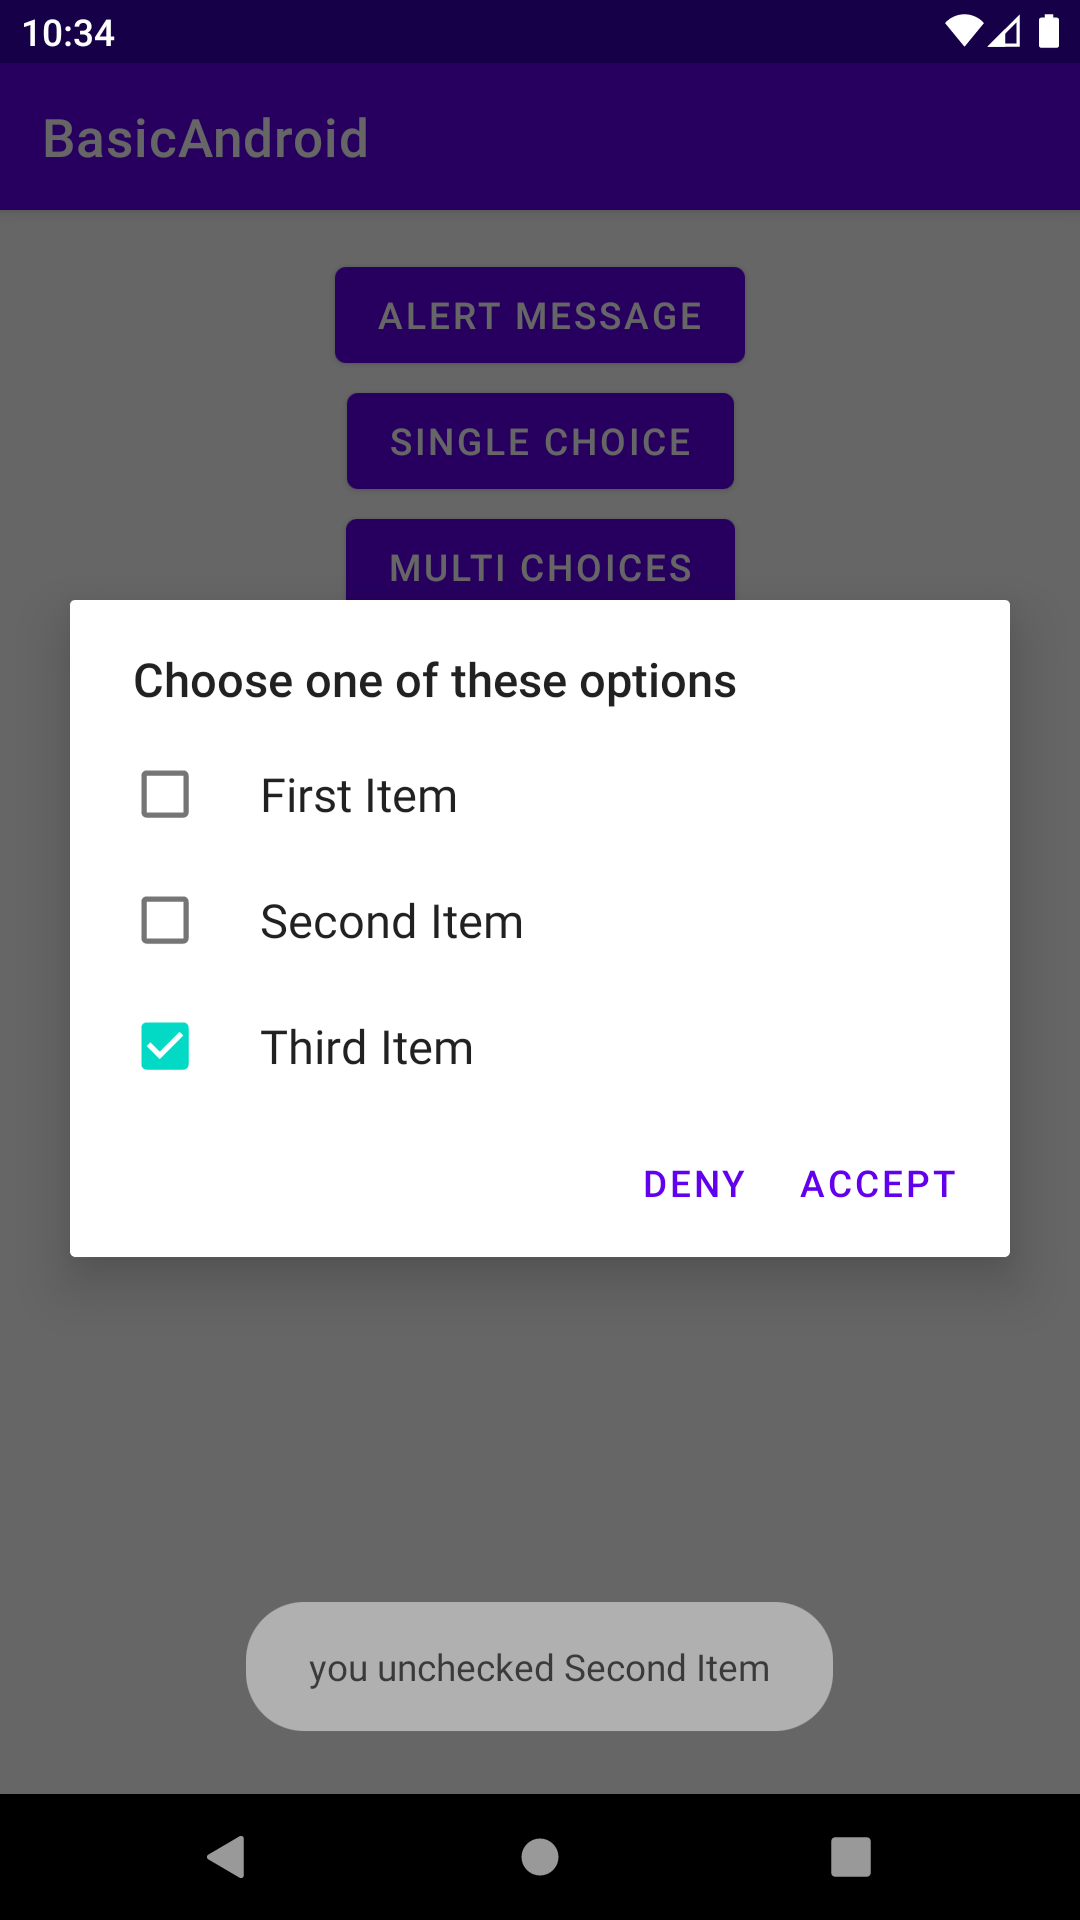 10:34
BasicAndroid
ALERT MESSAGE
SINGLE CHOICE
MULTI CHOICES
Choose one of these options
First Item
Second Item
Third Item
DENY ACCEPT
you unchecked Second Item